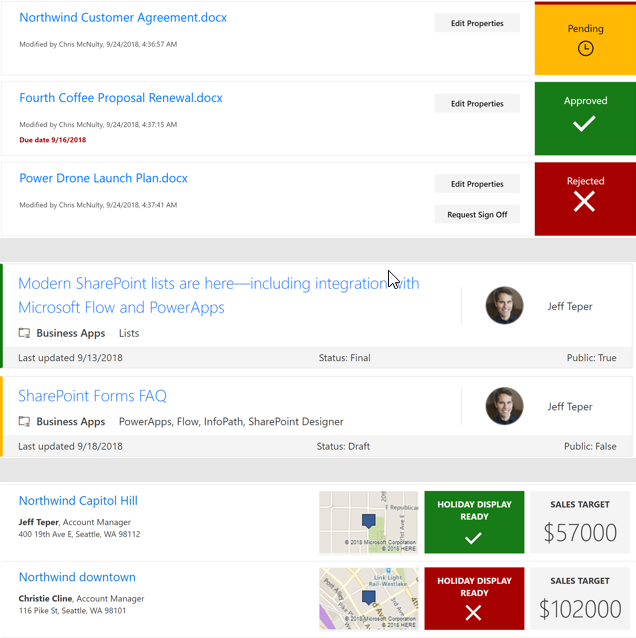 Northwind Customer Agreement.docx
Edit Properties
Pending
Modified by Chris McNulty, 9/24/2018, 4:36:57 AM
Fourth Coffee Proposal Renewal.docx
Edit Properties
Approved
Modified by Chris McNulty, 9/24/2018, 4:37:15 AM
Due date 9/16/2018
Power Drone Launch Plan.docx
Edit Properties
Rejected
Modified by Chris McNulty, 9/24/2018, 4:37:41 AM
Request Sign Off
Modern SharePoint lists are here—including integration with
Microsoft Flow and PowerApps
Jeff Teper
Business Apps Lists
Last updated 9/13/2018 Status: Final Public: True
SharePoint Forms FAQ
Jeff Teper
Business Apps PowerApps, Flow, InfoPath, SharePoint Designer
Last updated 9/18/2018 Status: Draft Public: False
Northwind Capitol Hill
Jeff Teper, Account Manager
400 19th Ave E, Seattle, WA 98112
E Republican
© 2018 Microsoft Corporation
© 2018 HERE
HOLIDAY DISPLAY
READY
SALES TARGET
$57000
Northwind downtown
Christie Cline, Account Manager
116 Pike St, Seattle, WA 98101
Link Light
Rail-Westlake
© 2018 Microsoft Corporation
© 2018 HERE
HOLIDAY DISPLAY
READY
SALES TARGET
$102000